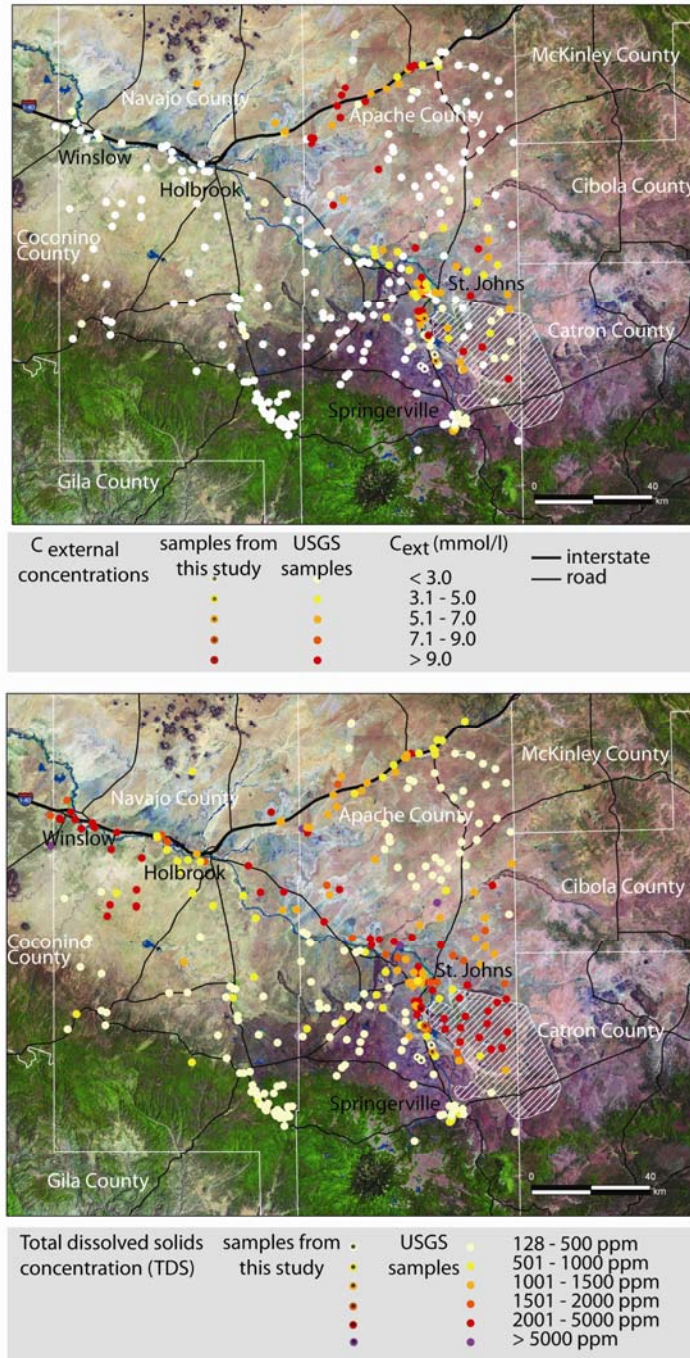 McKinley County
Navajo County
Apache County
I-40
Winslow
Holbrook
Cibola County
Coconino
County
St. Johns
Catron County
Springerville
Gila County
0 40
km
C external
concentrations
samples from
this study
USGS
samples
Cext (mmol/l)
< 3.0
3.1 - 5.0
5.1 - 7.0
7.1 - 9.0
> 9.0
interstate
road
McKinley County
Navajo County
Apache County
I-40
Winslow
Holbrook
Cibola County
Coconino
County
St. Johns
Catron County
Springerville
Gila County
0 40
km
Total dissolved solids
concentration (TDS)
samples from
this study
USGS
samples
128 - 500 ppm
501 - 1000 ppm
1001 - 1500 ppm
1501 - 2000 ppm
2001 - 5000 ppm
> 5000 ppm